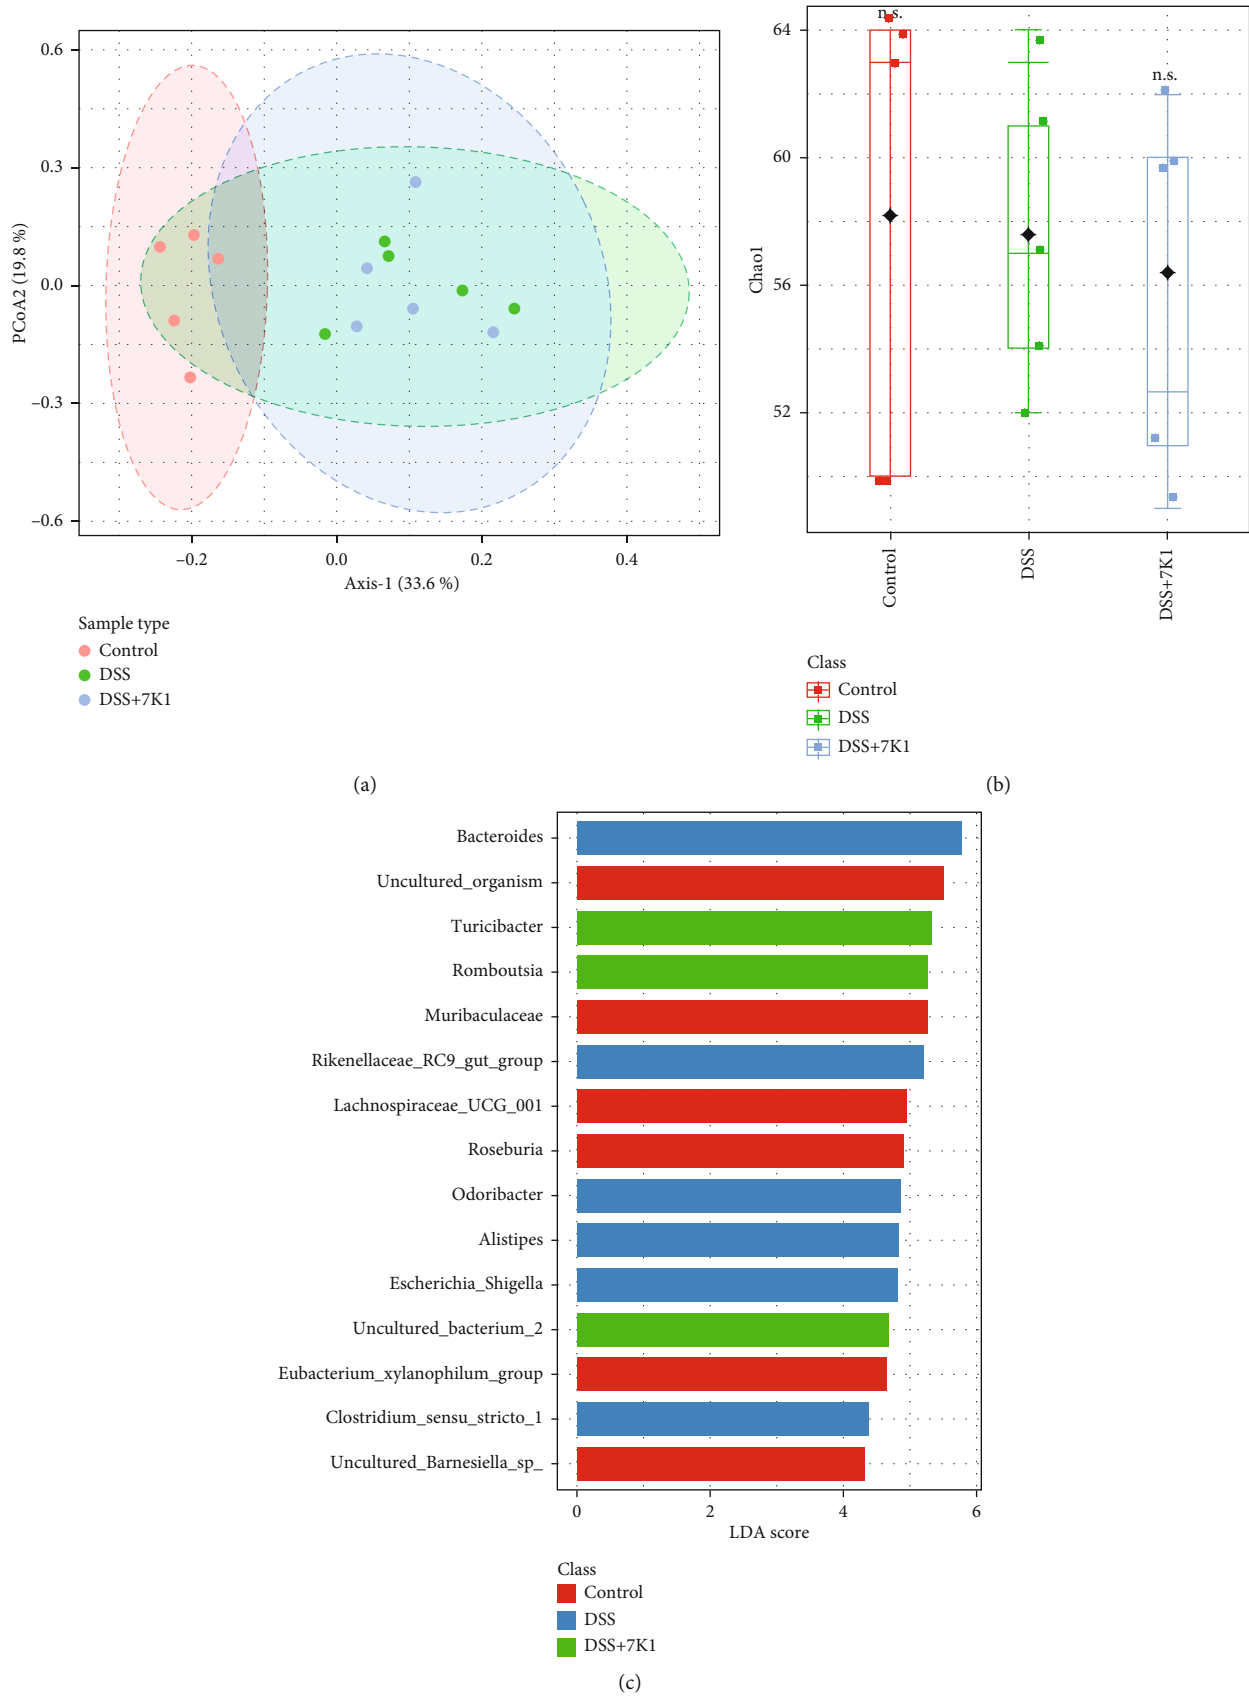 0.6
0.3
0.0
−0.3
−0.6
PCoA2 (19.8 %)
−0.2
0.0
0.2
0.4
Axis-1 (33.6 %)
Sample type
Control
DSS
DSS+7K1
(a)
n.s.
n.s.
64
60
56
52
Chao1
Control
DSS
DSS+7K1
Class
Control
DSS
DSS+7K1
(b)
Bacteroides
Uncultured_organism
Turicibacter
Romboutsia
Muribaculaceae
Rikenellaceae_RC9_gut_group
Lachnospiraceae_UCG_001
Roseburia
Odoribacter
Alistipes
Escherichia_Shigella
Uncultured_bacterium_2
Eubacterium_xylanophilum_group
Clostridium_sensu_stricto_1
Uncultured_Barnesiella_sp_
0
2
4
6
LDA score
Class
Control
DSS
DSS+7K1
(c)